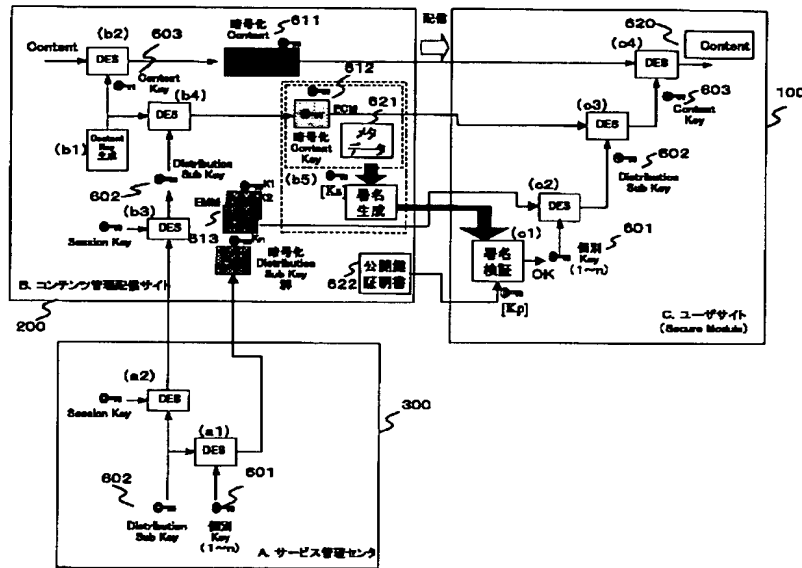 611
620
暗号化
Content
配信
(b2)
603
(c4)
Content
DES
DES
Content
612
Content
Key
603
(b4)
(c3)
621
100
DES
DES
Content
Key
暗号化
Content
Key
メタ
データ
(b1)
Content
Key
生成
Distribution
Sub Key
602
602
(b5)
[Ks]
署名
生成
(c2)
DES
Distribution
Sub Key
K1
K2
EMM
613
(b3)
DES
Session Key
Kn
暗号化
Distribution
Sub Key
群
(c1)
署名
検証
OK
601
個別
Key
(1~n)
622
公開鍵
証明書
[Kp]
B. コンテンツ管理配信サイト
C. ユーザサイト
(Secure Module)
200
(a2)
DES
Session Key
300
(a1)
DES
602
601
Distribution
Sub Key
個別
Key
(1~n)
A. サービス管理センタ